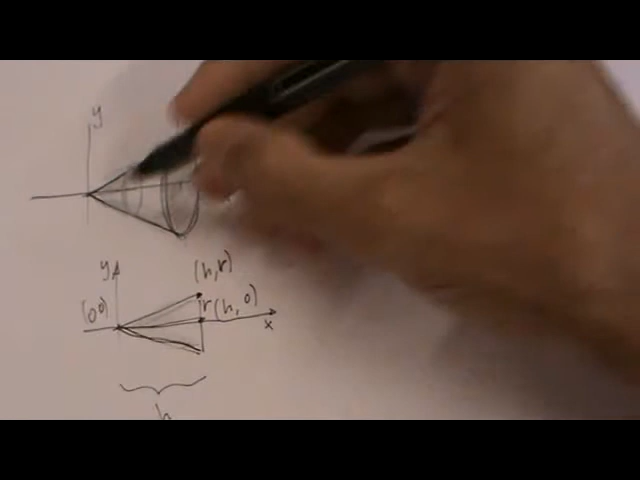 y
y
(h,r)
(0,0)
r
(h,0)
x
h